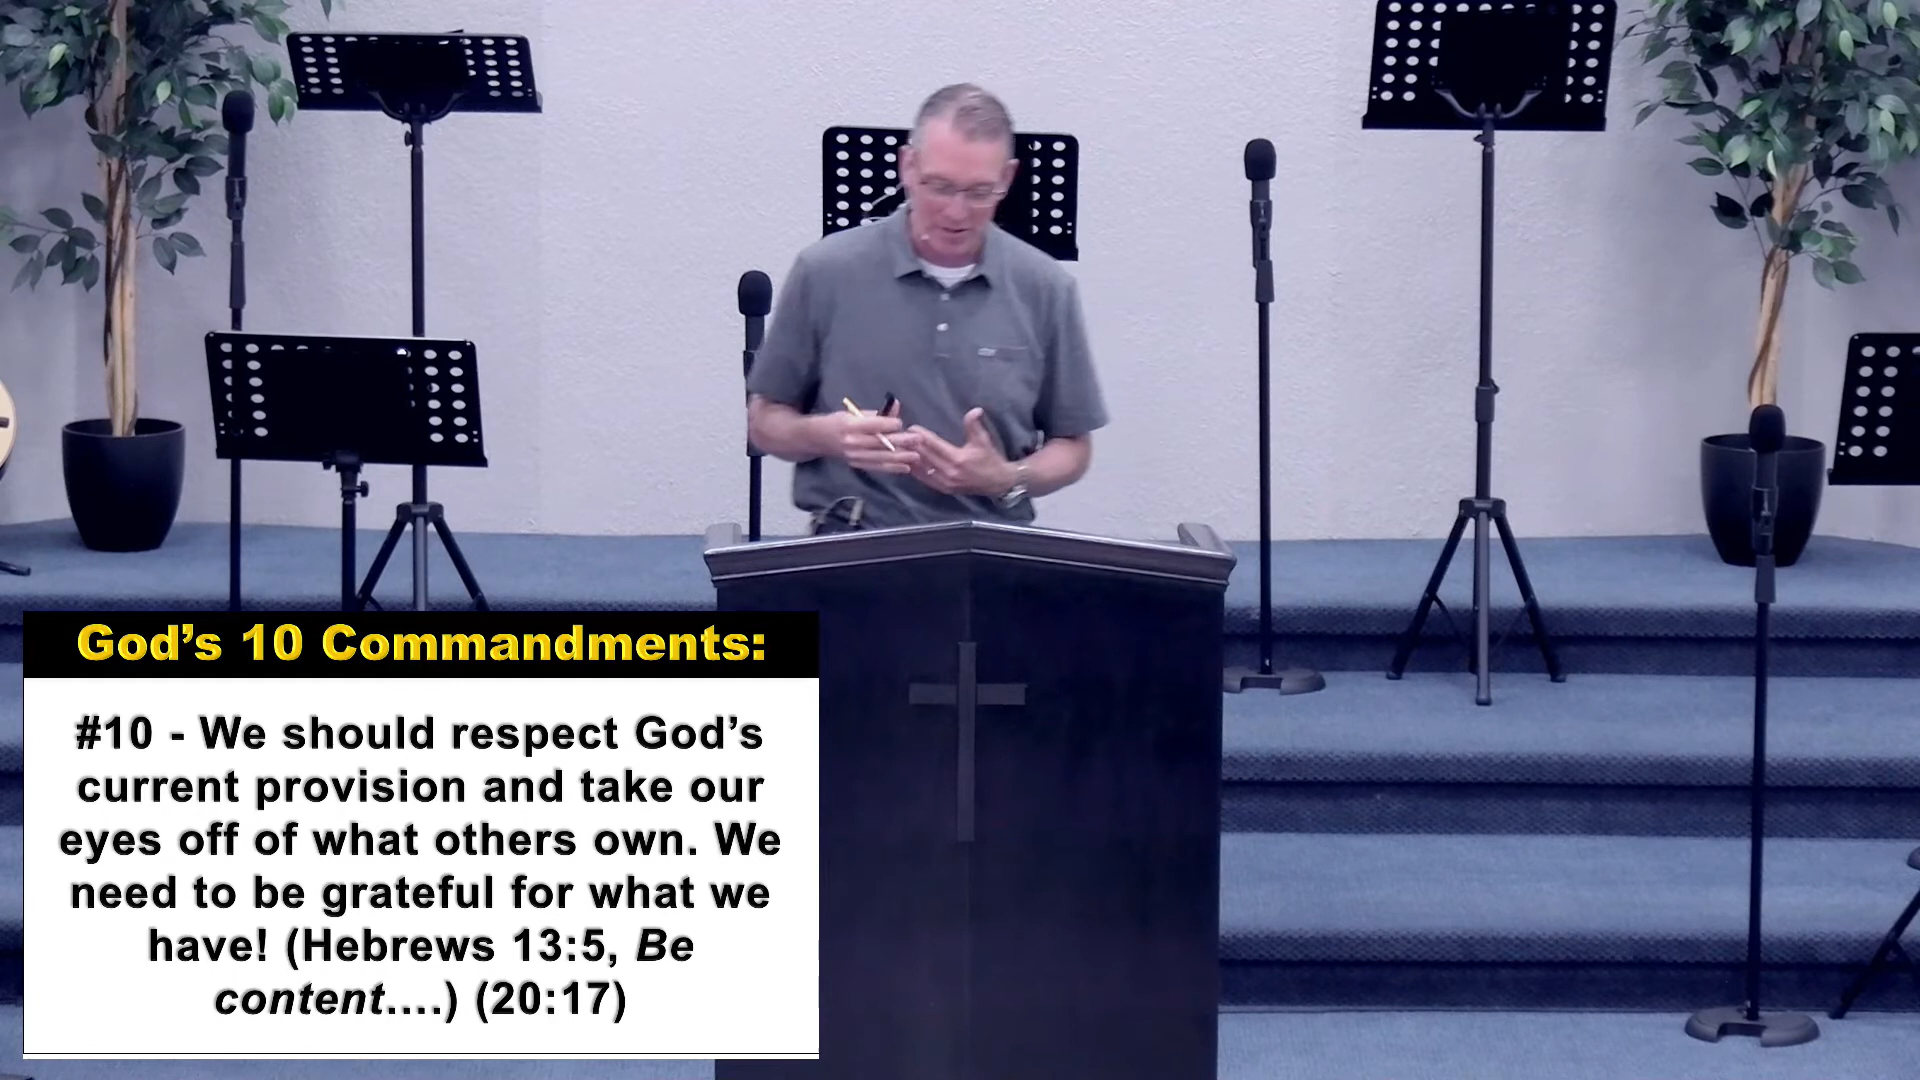 God’s 10 Commandments:
#10 - We should respect God’s
current provision and take our
eyes off of what others own. We
need to be grateful for what we
have! (Hebrews 13:5, Be
content....) (20:17)